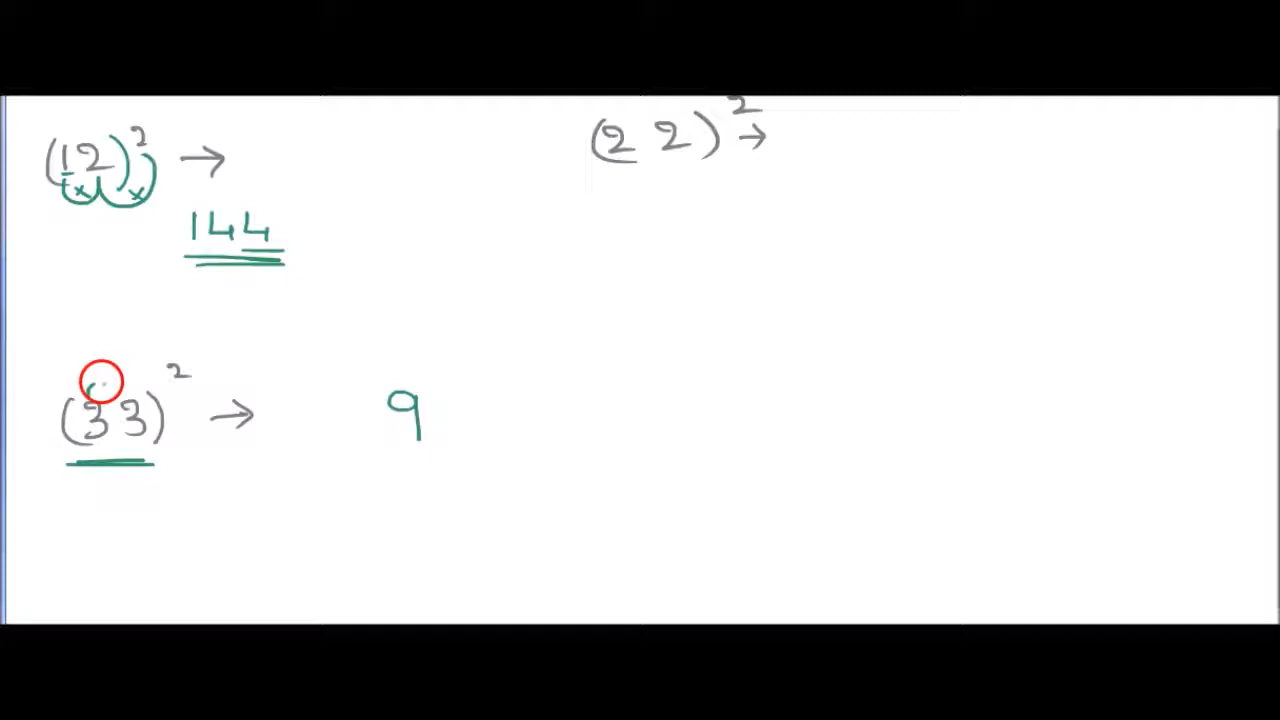 (12)² →
144
(22)² →
(33)² → 9